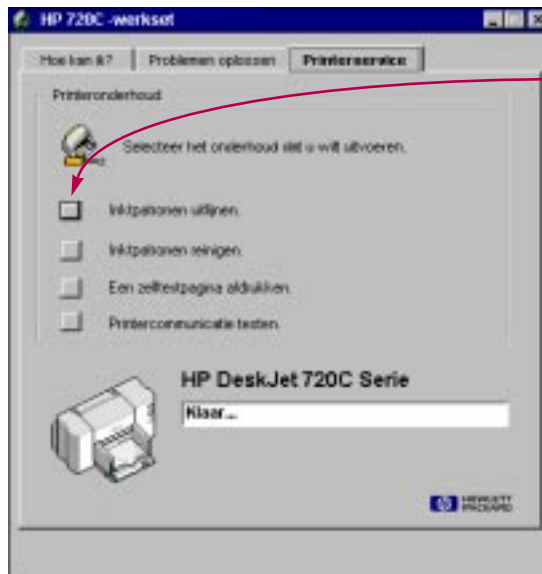 HP 720C -werkset
Hoe kan ik? Problemen oplossen Printerservice
Printeronderhoud
Selecteer het onderhoud dat u wilt uitvoeren.
Inktpatronen uitlijnen.
Inktpatronen reinigen.
Een zelftestpagina afdrukken.
Printercommunicatie testen.
HP DeskJet 720C Serie
Klaar...
hp HEWLETT
PACKARD